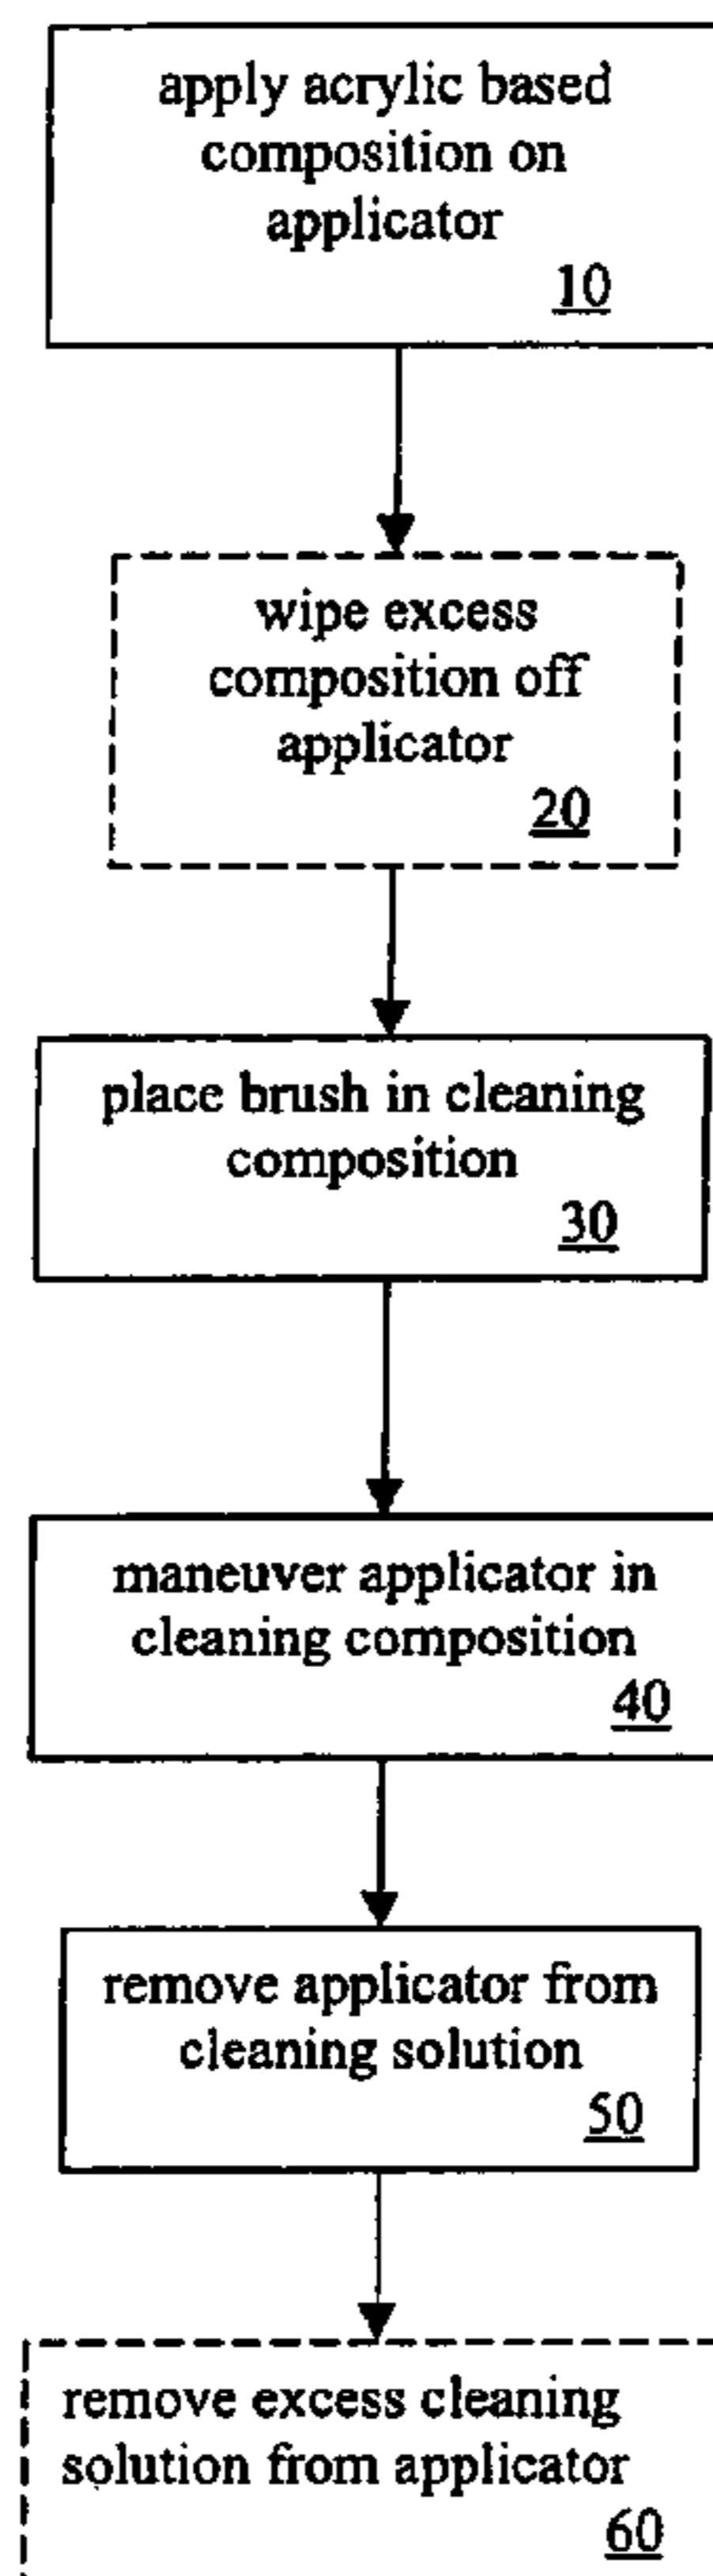 apply acrylic based
composition on
applicator
10
wipe excess
composition off
applicator
20
place brush in cleaning
composition
30
maneuver applicator in
cleaning composition
40
remove applicator from
cleaning solution
50
remove excess cleaning
solution from applicator
60